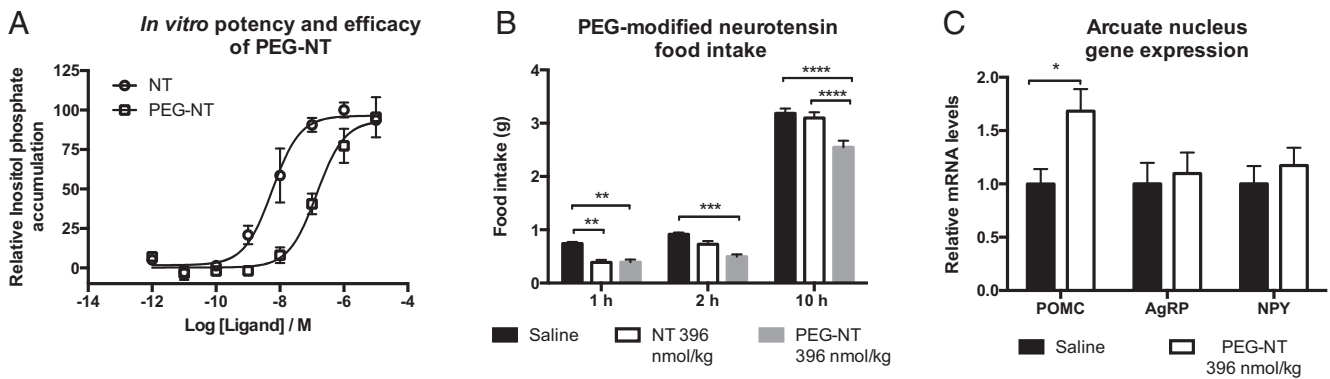 A
In vitro potency and efficacy
of PEG-NT
Relative Inositol phosphate
accumulation
125
100
75
50
25
0
NT
PEG-NT
-14
-12
-10
-8
-6
-4
Log [Ligand] / M
B
PEG-modified neurotensin
food intake
Food intake (g)
4
3
2
1
0
**
**
***
****
****
1 h
2 h
10 h
Saline
NT 396
nmol/kg
PEG-NT
396 nmol/kg
C
Arcuate nucleus
gene expression
Relative mRNA levels
2.0
1.5
1.0
0.5
0.0
*
POMC
AgRP
NPY
Saline
PEG-NT
396 nmol/kg